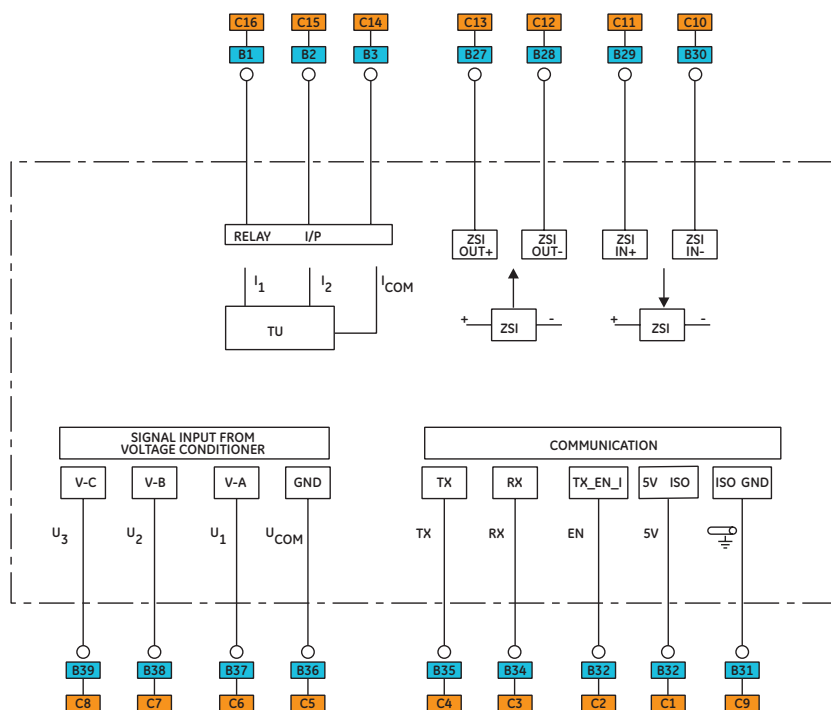 C16 C15 C14 C13 C12 C11 C10
B1 B2 B3 B27 B28 B29 B30
RELAY I/P
ZSI OUT+
ZSI OUT-
ZSI IN+
ZSI IN-
I1 I2 ICOM
TU
+ ZSI -
+ ZSI -
SIGNAL INPUT FROM
VOLTAGE CONDITIONER
COMMUNICATION
V-C V-B V-A GND TX RX TX_EN_I 5V ISO ISO GND
U3 U2 U1 UCOM TX RX EN 5V
B39 B38 B37 B36 B35 B34 B32 B32 B31
C8 C7 C6 C5 C4 C3 C2 C1 C9